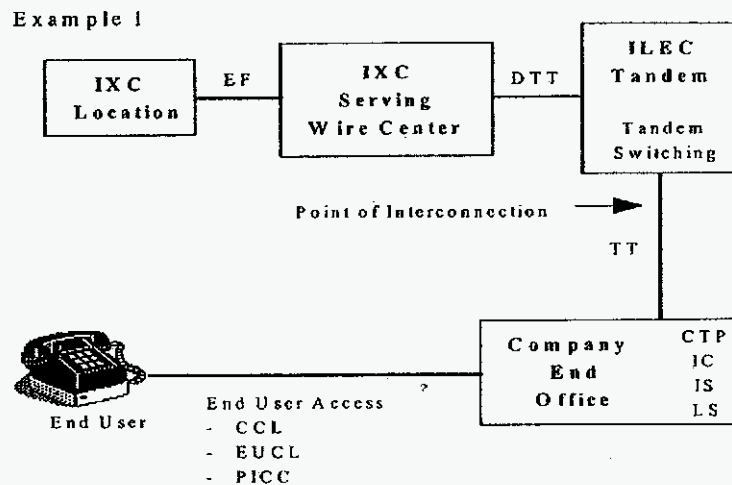 Example 1
IXC
Location
EF
IXC
Serving
Wire Center
DTT
ILEC
Tandem
Tandem
Switching
Point of Interconnection
TT
Company
End
Office
CTP
IC
IS
LS
?
End User
End User Access
- CCL
- EUCL
- PICC